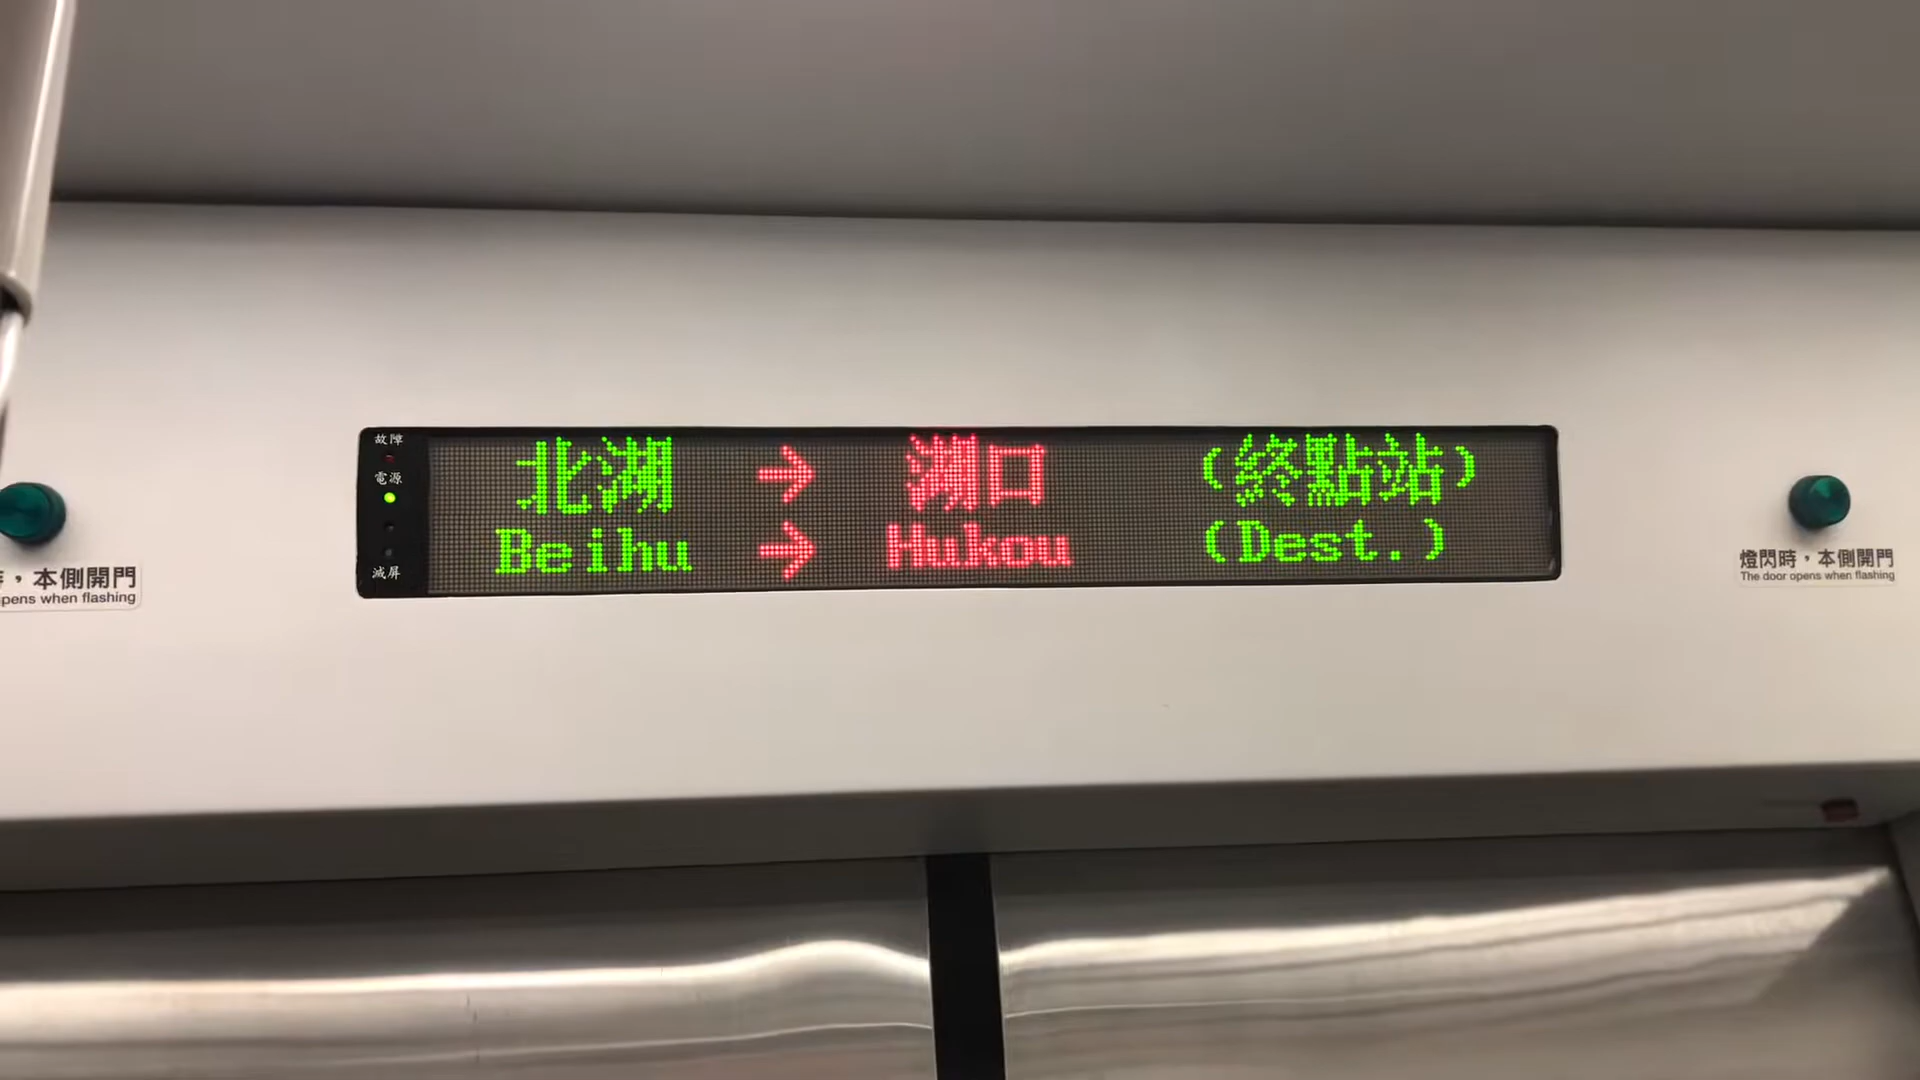 故障
電源
滅屏
北湖 → 湖口 (終點站)
Beihu → Hukou (Dest.)
，本側開門
pens when flashing
燈閃時，本側開門
The door opens when flashing